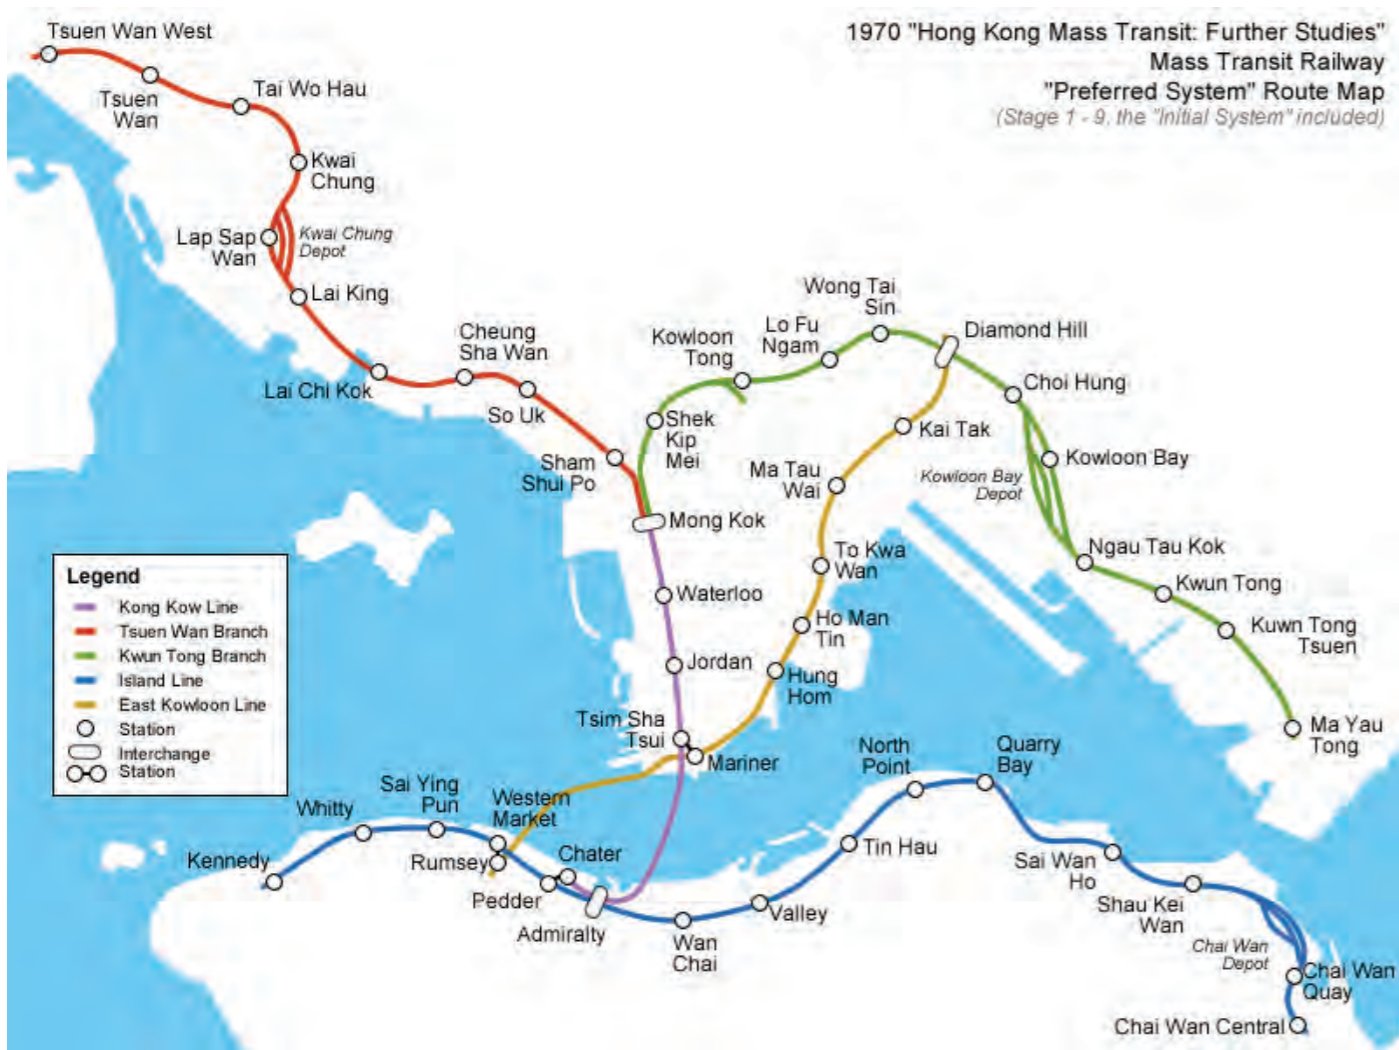 1970 "Hong Kong Mass Transit: Further Studies"
Mass Transit Railway
"Preferred System" Route Map
(Stage 1 - 9, the "Initial System" included)
Tsuen Wan West
Tsuen
Wan
Tai Wo Hau
Kwai
Chung
Lap Sap
Wan
Kwai Chung
Depot
Lai King
Lai Chi Kok
Cheung
Sha Wan
So Uk
Sham
Shui Po
Kowloon
Tong
Lo Fu
Ngam
Wong Tai
Sin
Diamond Hill
Choi Hung
Shek
Kip
Mei
Kai Tak
Kowloon Bay
Kowloon Bay
Depot
Ma Tau
Wai
Mong Kok
Ngau Tau Kok
To Kwa
Wan
Kwun Tong
Waterloo
Ho Man
Tin
Kuwn Tong
Tsuen
Jordan
Hung
Hom
Tsim Sha
Tsui
Mariner
Ma Yau
Tong
Legend
Kong Kow Line
Tsuen Wan Branch
Kwun Tong Branch
Island Line
East Kowloon Line
Station
Interchange
Station
North
Point
Quarry
Bay
Sai Ying
Pun
Whitty
Western
Market
Kennedy
Rumsey
Chater
Pedder
Admiralty
Wan
Chai
Valley
Tin Hau
Sai Wan
Ho
Shau Kei
Wan
Chai Wan
Depot
Chai Wan
Quay
Chai Wan Central